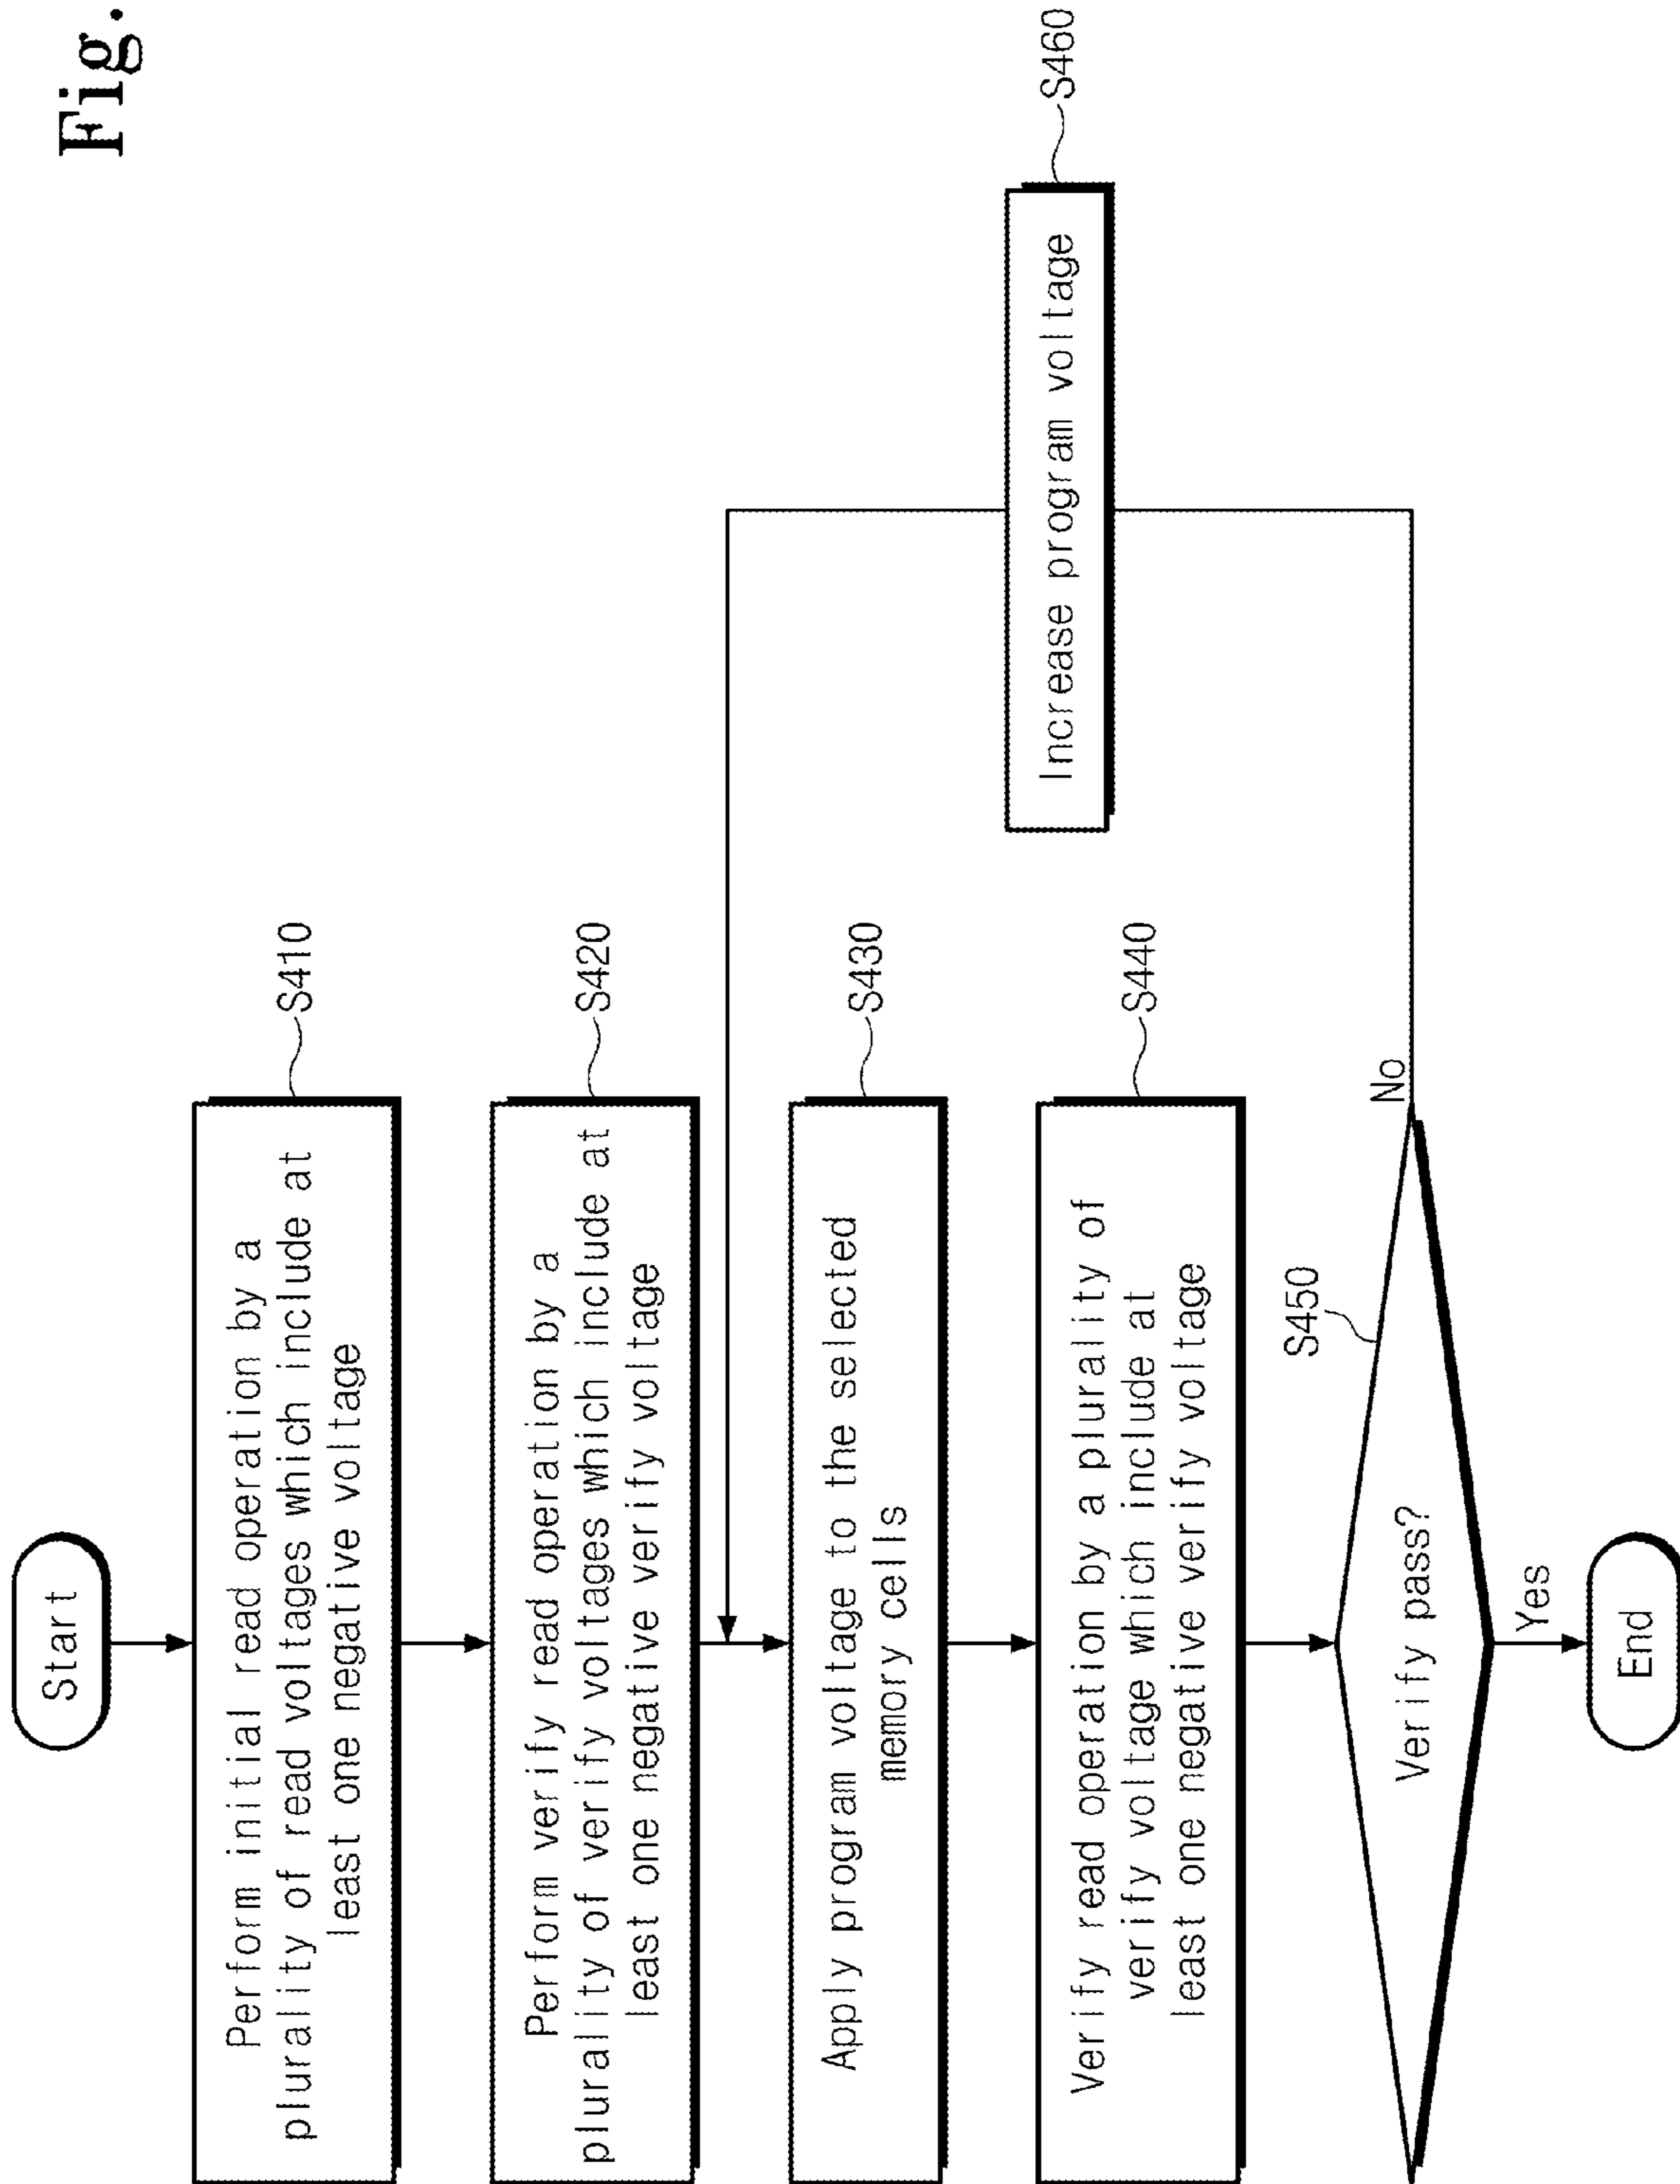 Fig.
Start
Perform initial read operation by a
plurality of read voltages which include at
least one negative voltage
S410
Perform verify read operation by a
plurality of verify voltages which include at
least one negative verify voltage
S420
Apply program voltage to the selected
memory cells
S430
Verify read operation by a plurality of
verify voltage which include at
least one negative verify voltage
S440
S450
Verify pass?
No
Increase program voltage
S460
Yes
End